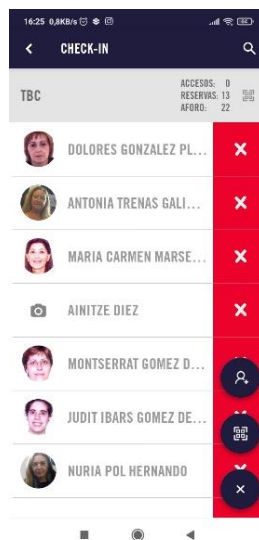 16:25 0,8KB/s
CHECK-IN
TBC
ACCESOS: 0
RESERVAS: 13
AFORO: 22
DOLORES GONZALEZ PL...
ANTONIA TRENAS GALI...
MARIA CARMEN MARSE...
AINITZE DIEZ
MONTSERRAT GOMEZ D...
JUDIT IBARS GOMEZ DE...
NURIA POL HERNANDO